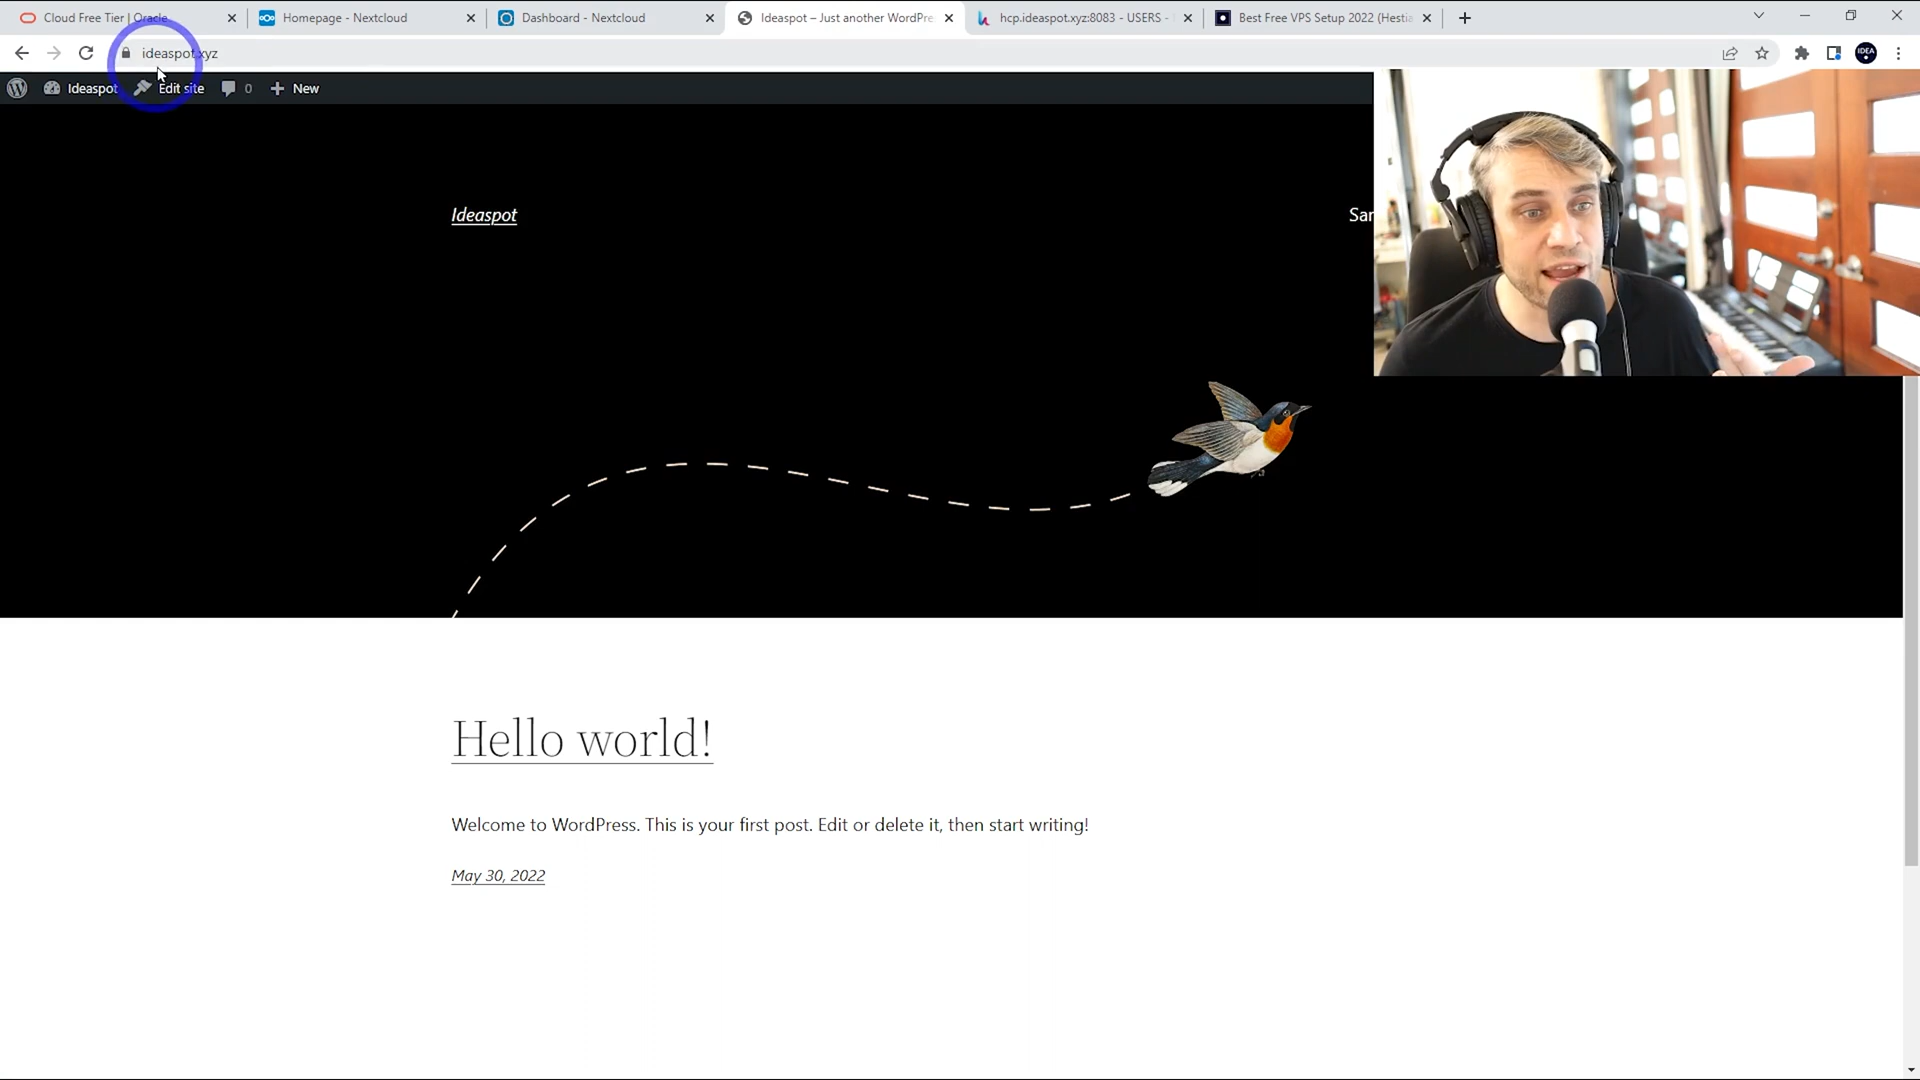 Cloud Free Tier | Oracle
Homepage - Nextcloud
Dashboard - Nextcloud
Ideaspot – Just another WordPre
hcp.ideaspot.xyz:8083 - USERS -
Best Free VPS Setup 2022 (Hestia
ideaspot.xyz
IDEA
Ideaspot
Edit site
0
New
Ideaspot
Sar
Hello world!
Welcome to WordPress. This is your first post. Edit or delete it, then start writing!
May 30, 2022